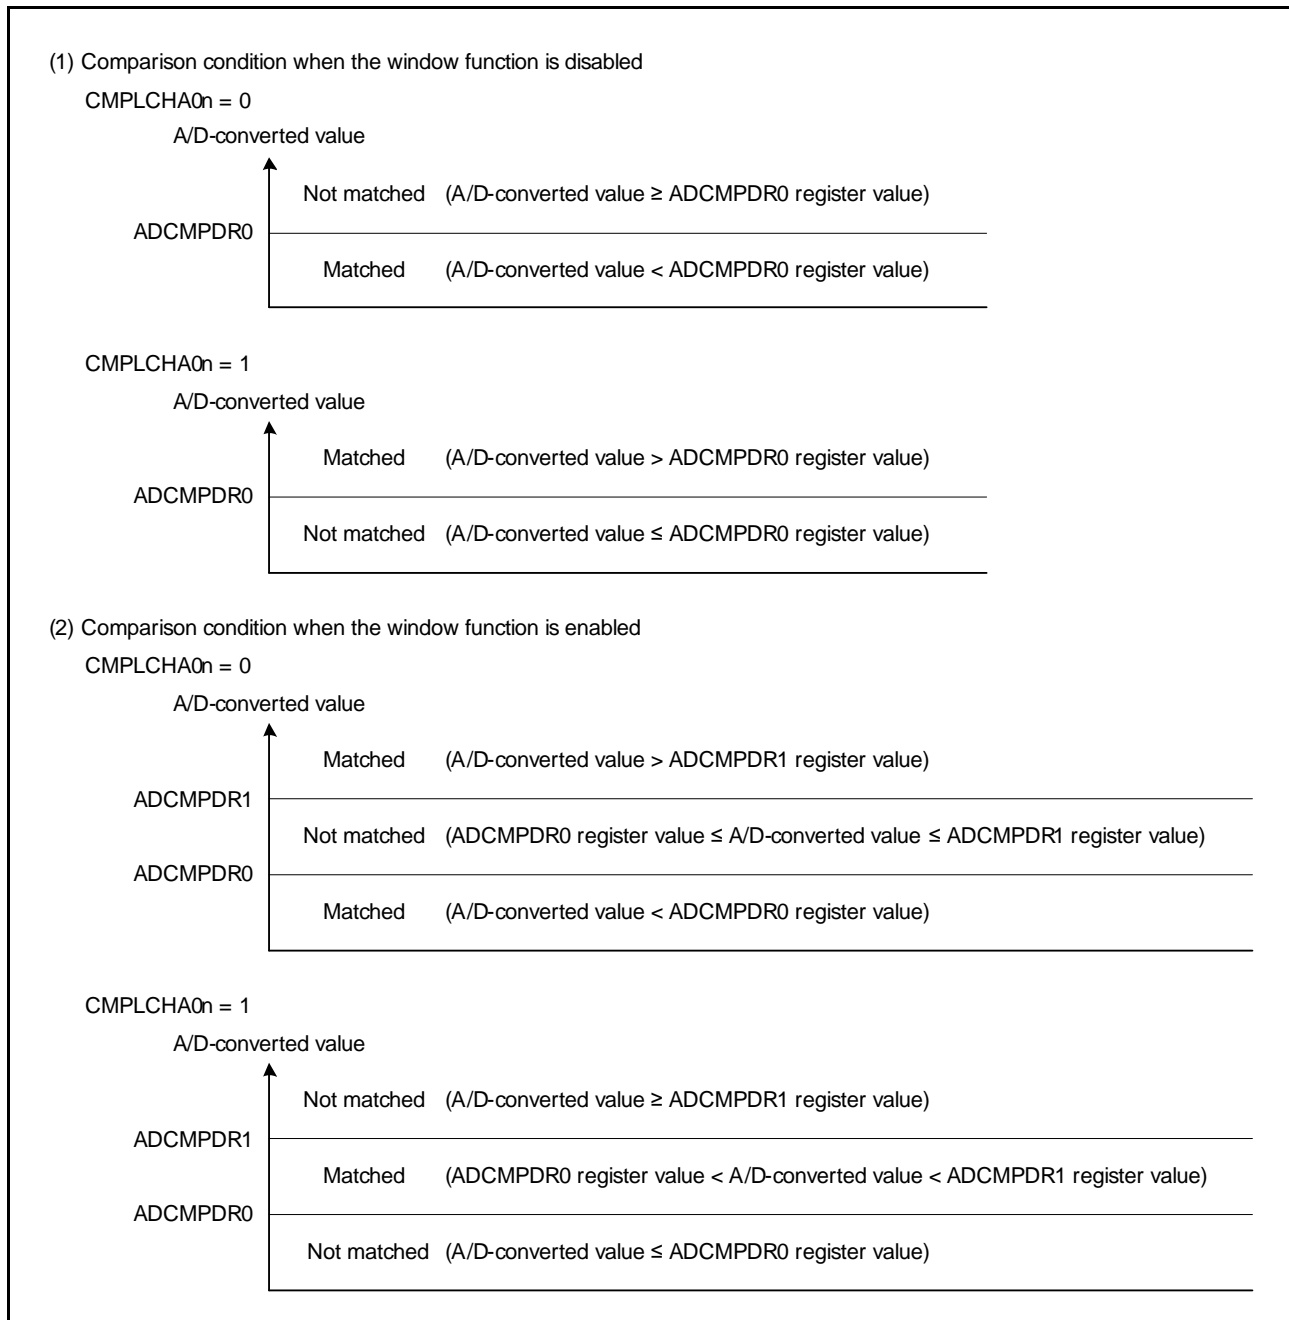 (1) Comparison condition when the window function is disabled
CMPLCHA0n = 0
A/D-converted value
Not matched (A/D-converted value ≥ ADCMPDR0 register value)
ADCMPDR0
Matched (A/D-converted value < ADCMPDR0 register value)
CMPLCHA0n = 1
A/D-converted value
Matched (A/D-converted value > ADCMPDR0 register value)
ADCMPDR0
Not matched (A/D-converted value ≤ ADCMPDR0 register value)
(2) Comparison condition when the window function is enabled
CMPLCHA0n = 0
A/D-converted value
Matched (A/D-converted value > ADCMPDR1 register value)
ADCMPDR1
Not matched (ADCMPDR0 register value ≤ A/D-converted value ≤ ADCMPDR1 register value)
ADCMPDR0
Matched (A/D-converted value < ADCMPDR0 register value)
CMPLCHA0n = 1
A/D-converted value
Not matched (A/D-converted value ≥ ADCMPDR1 register value)
ADCMPDR1
Matched (ADCMPDR0 register value < A/D-converted value < ADCMPDR1 register value)
ADCMPDR0
Not matched (A/D-converted value ≤ ADCMPDR0 register value)